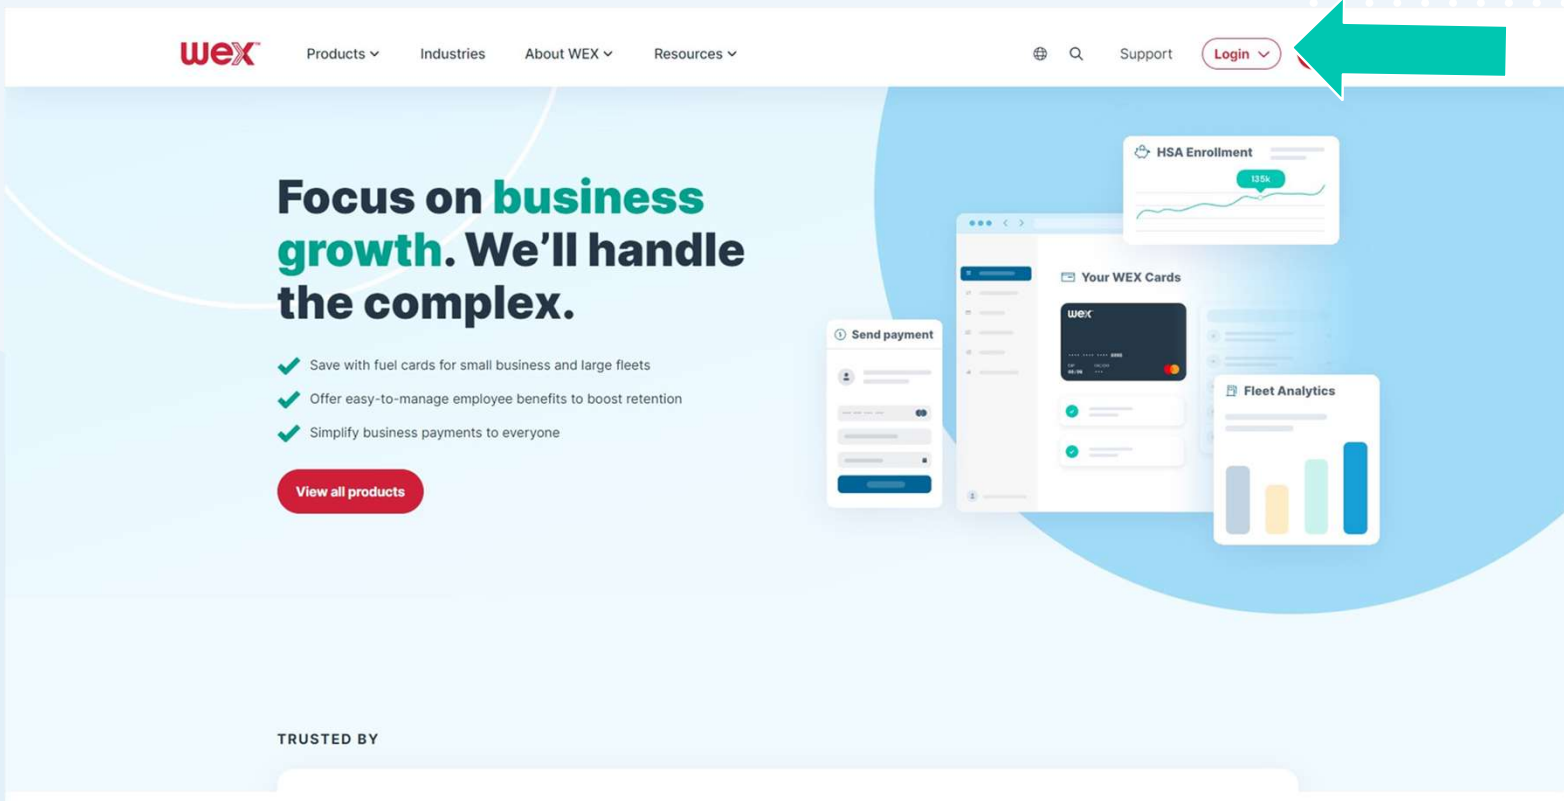 wex
Products
Industries
About WEX
Resources
Support
Login
Focus on business
growth. We'll handle
the complex.
Save with fuel cards for small business and large fleets
Offer easy-to-manage employee benefits to boost retention
Simplify business payments to everyone
View all products
HSA Enrollment
135k
Your WEX Cards
wex
Send payment
Fleet Analytics
TRUSTED BY